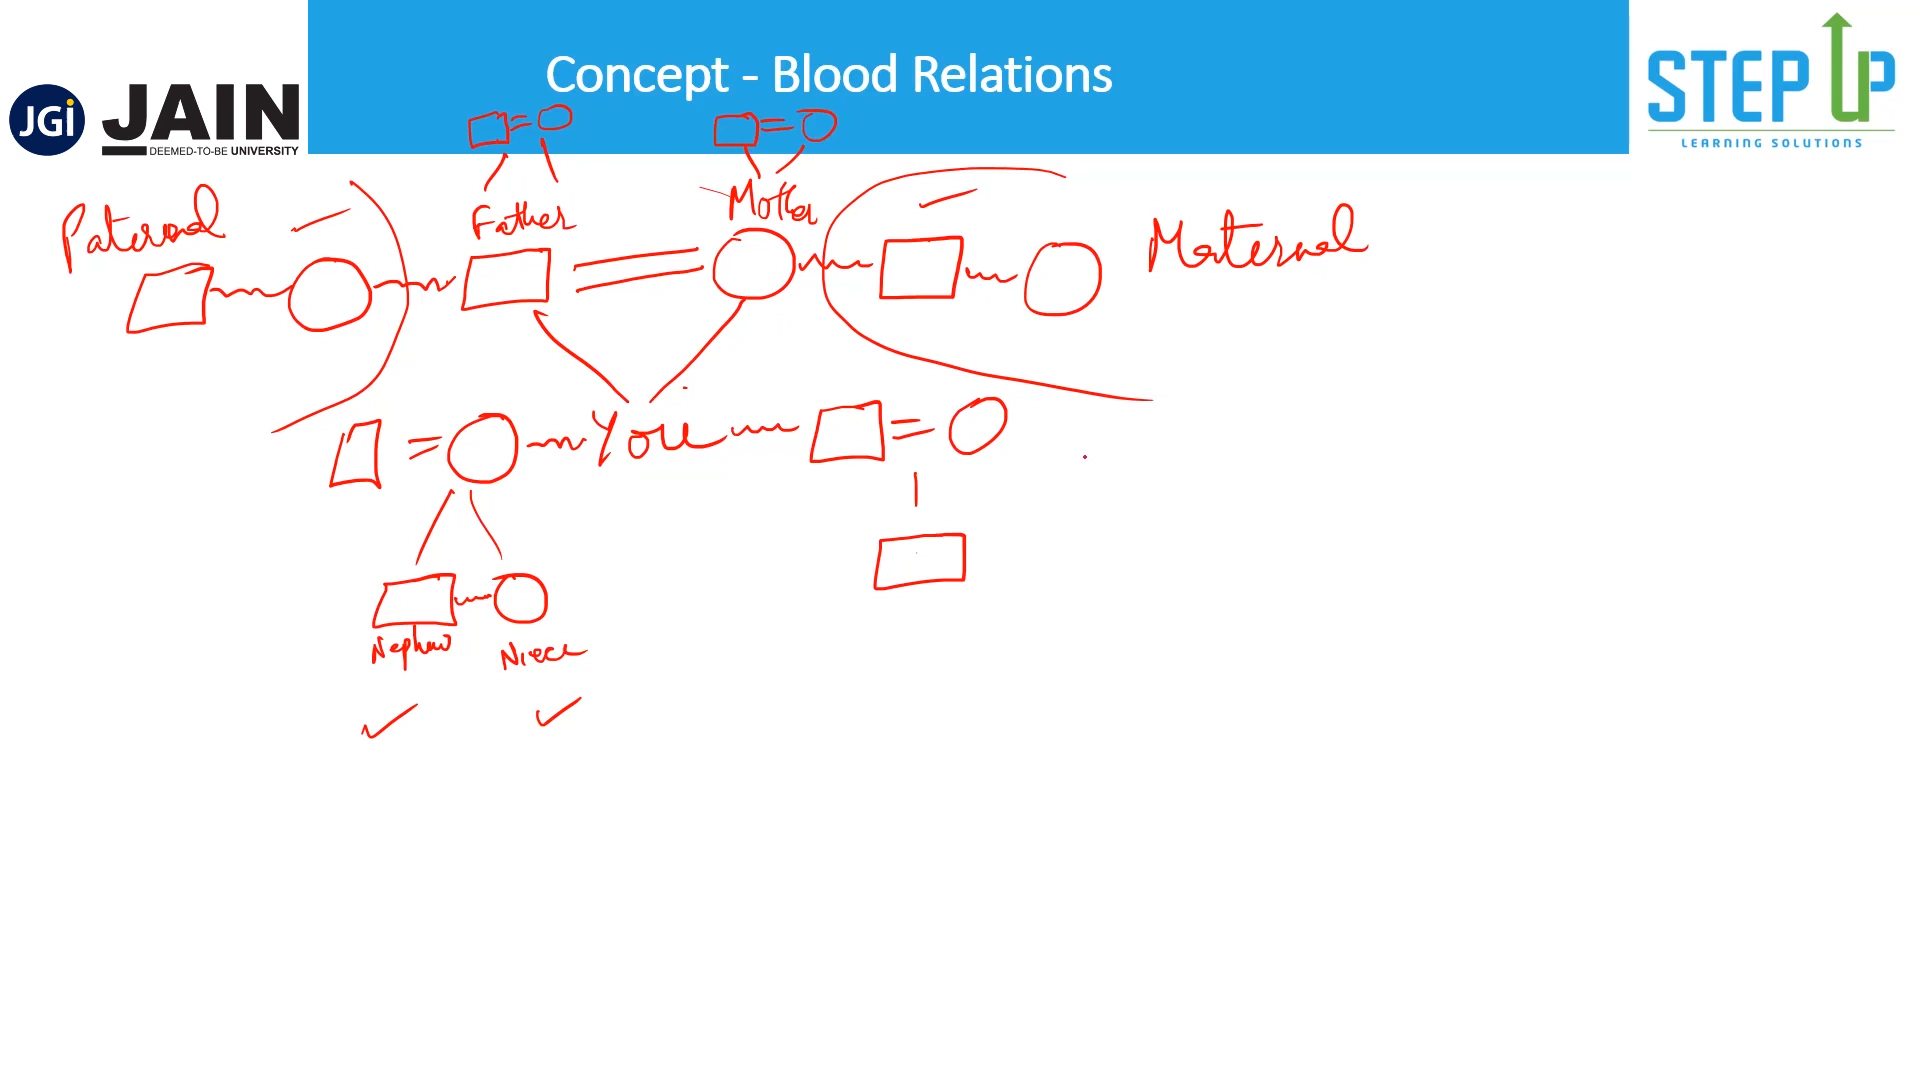 Concept - Blood Relations
JGi JAIN
DEEMED-TO-BE UNIVERSITY
STEP UP
LEARNING SOLUTIONS
Paternal
Father
Mother
Maternal
You
Nephew
Niece